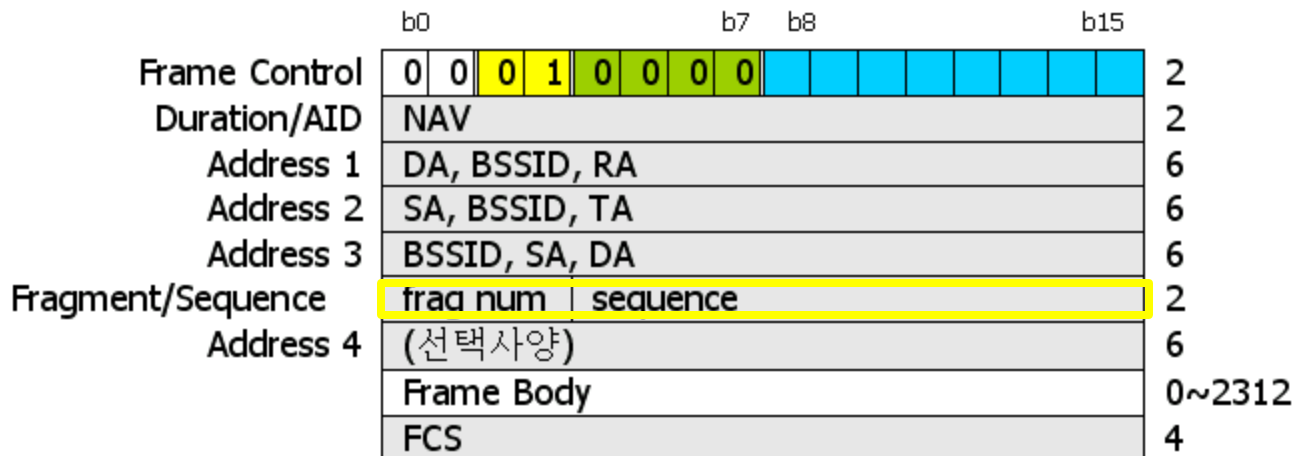 b0 b7 b8 b15
Frame Control 0 0 0 1 0 0 0 0 2
Duration/AID NAV 2
Address 1 DA, BSSID, RA 6
Address 2 SA, BSSID, TA 6
Address 3 BSSID, SA, DA 6
Fragment/Sequence frag num sequence 2
Address 4 (선택사양) 6
Frame Body 0~2312
FCS 4